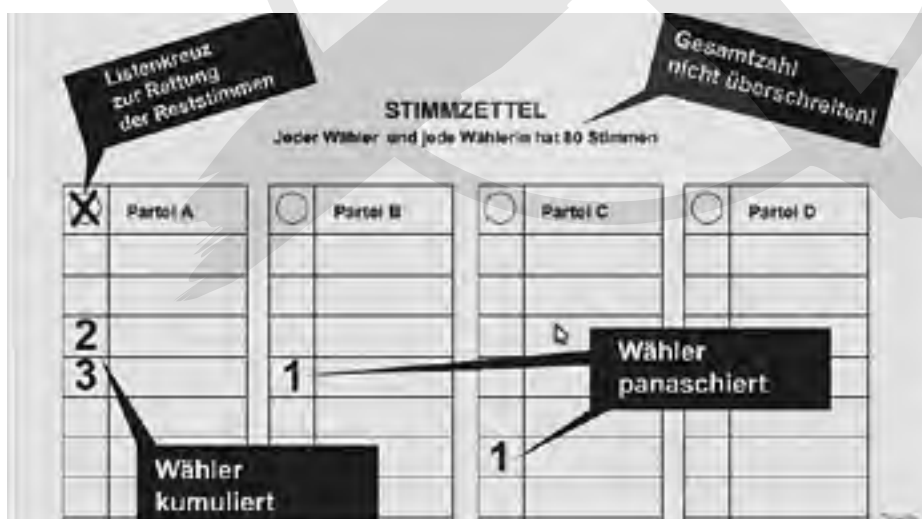 Listenkreuz
zur Rettung
der Reststimmen
Gesamtzahl
nicht überschreiten!
STIMMZETTEL
Jeder Wähler und jede Wählerin hat 80 Stimmen
X Partei A
Partei B
Partei C
Partei D
2
3
1
Wähler
panaschiert
1
Wähler
kumuliert